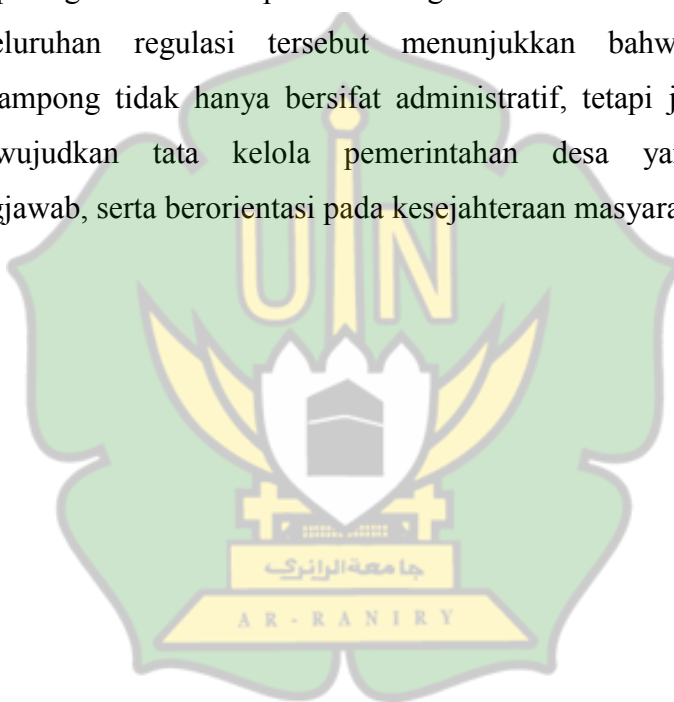 eluruhan regulasi tersebut menunjukkan bahw
ampong tidak hanya bersifat administratif, tetapi j
wujudkan tata kelola pemerintahan desa ya
gjawab, serta berorientasi pada kesejahteraan masyara
UIN
جامعة الرانري
AR-RANIRY